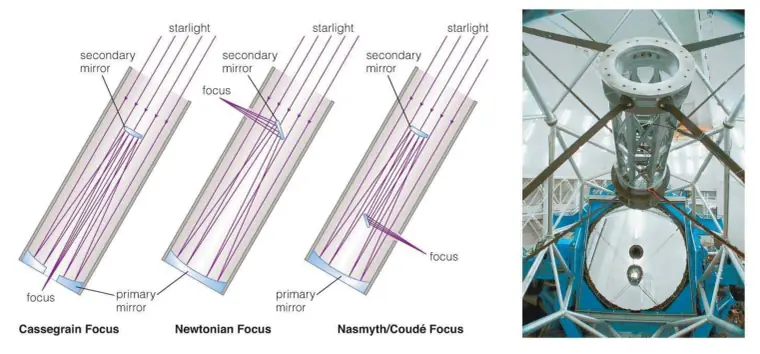 starlight
secondary
mirror
focus
primary
mirror
Cassegrain Focus
starlight
secondary
mirror
focus
Newtonian Focus
starlight
secondary
mirror
focus
primary
mirror
Nasmyth/Coudé Focus